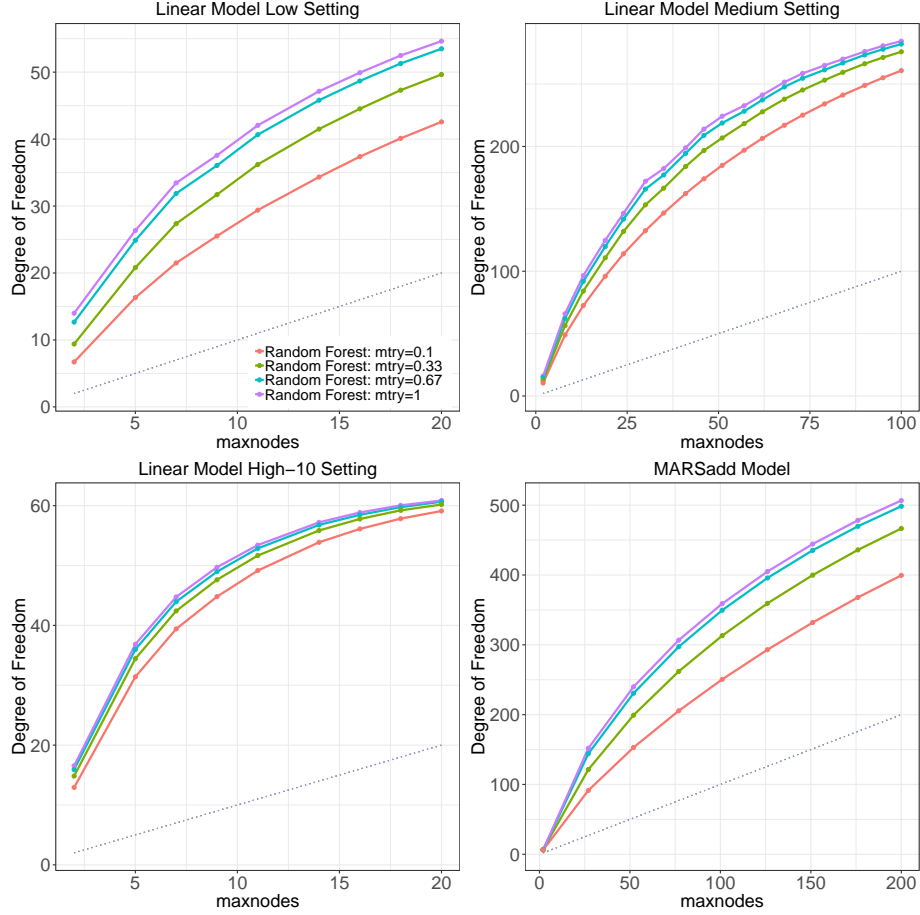 Linear Model Low Setting
Degree of Freedom
50
40
30
20
10
0
Random Forest: mtry=0.1
Random Forest: mtry=0.33
Random Forest: mtry=0.67
Random Forest: mtry=1
5
10
15
20
maxnodes
Linear Model Medium Setting
Degree of Freedom
200
100
0
0
25
50
75
100
maxnodes
Linear Model High−10 Setting
Degree of Freedom
60
40
20
0
5
10
15
20
maxnodes
MARSadd Model
Degree of Freedom
500
400
300
200
100
0
0
50
100
150
200
maxnodes